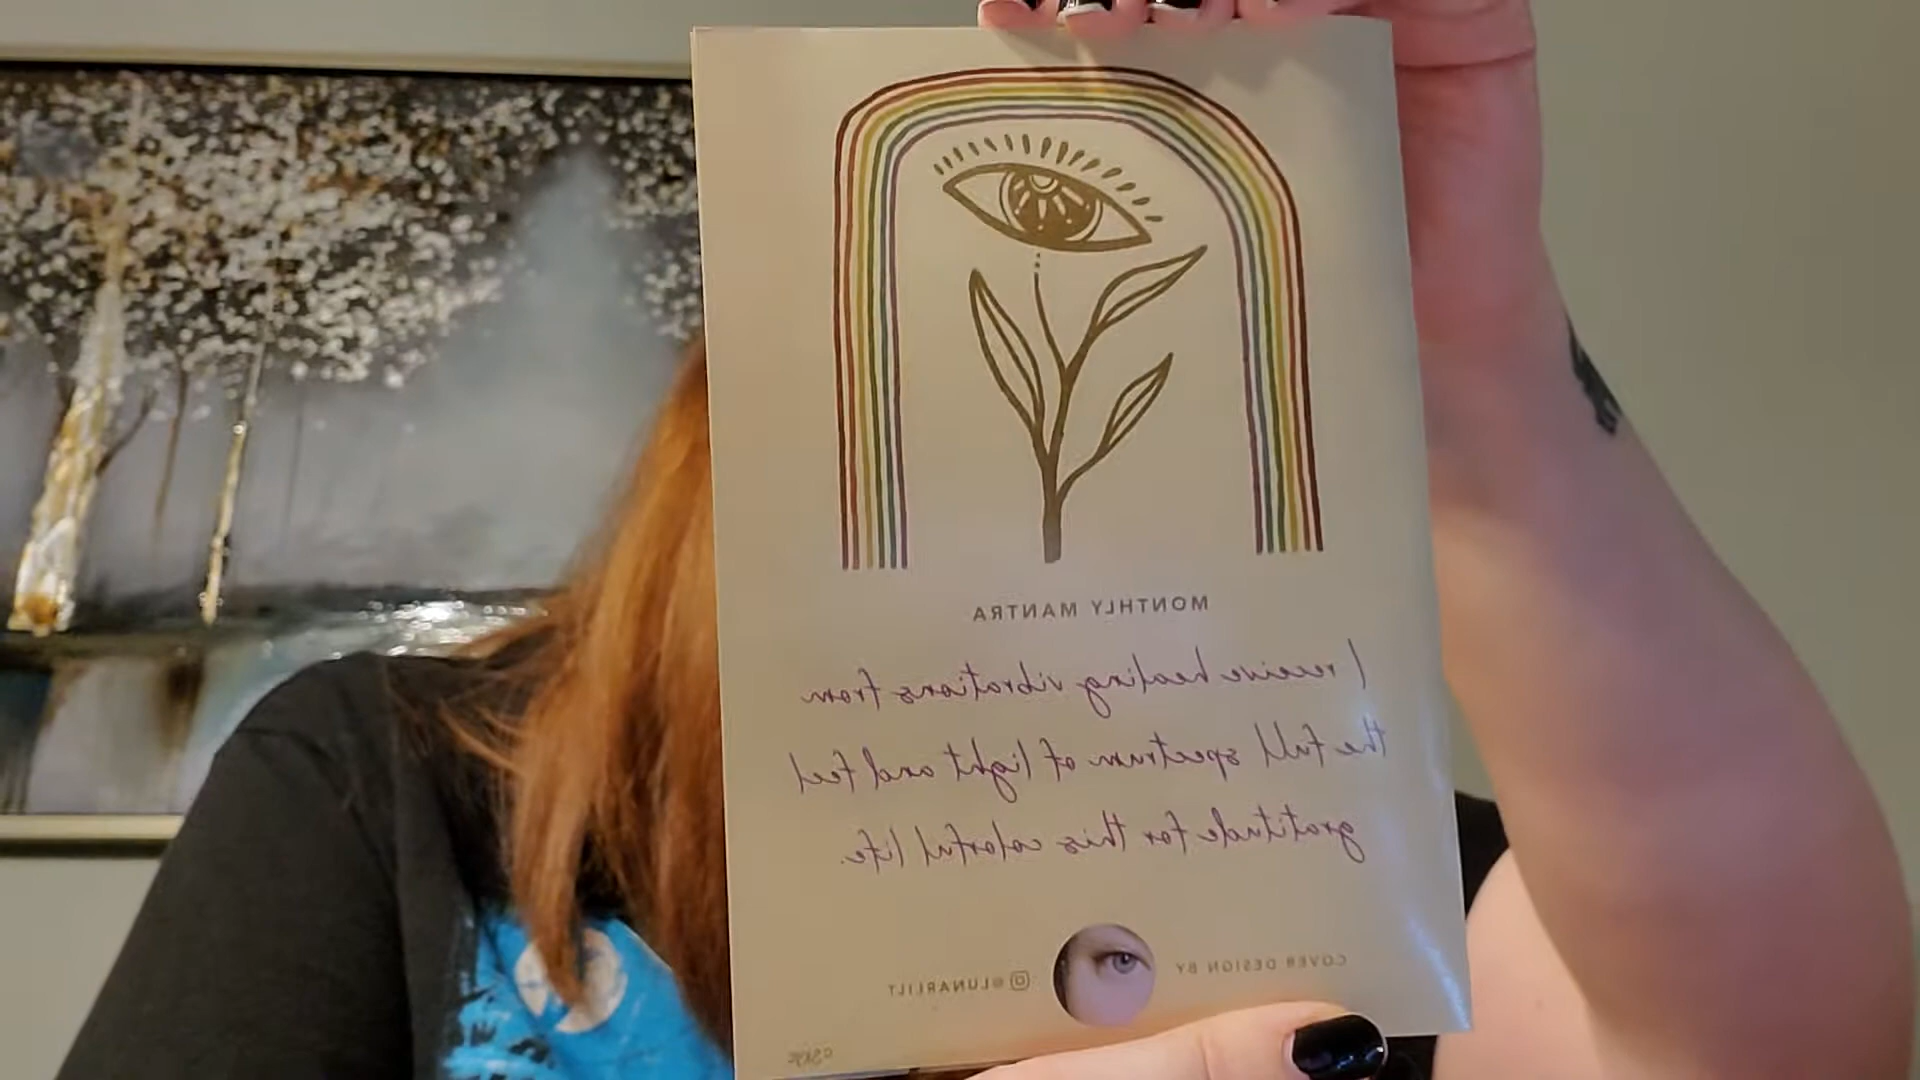 MONTHLY MANTRA
I receive healing vibrations from
the full spectrum of light and feel
gratitude for this colorful life.
COVER DESIGN BY @LUNARLILY